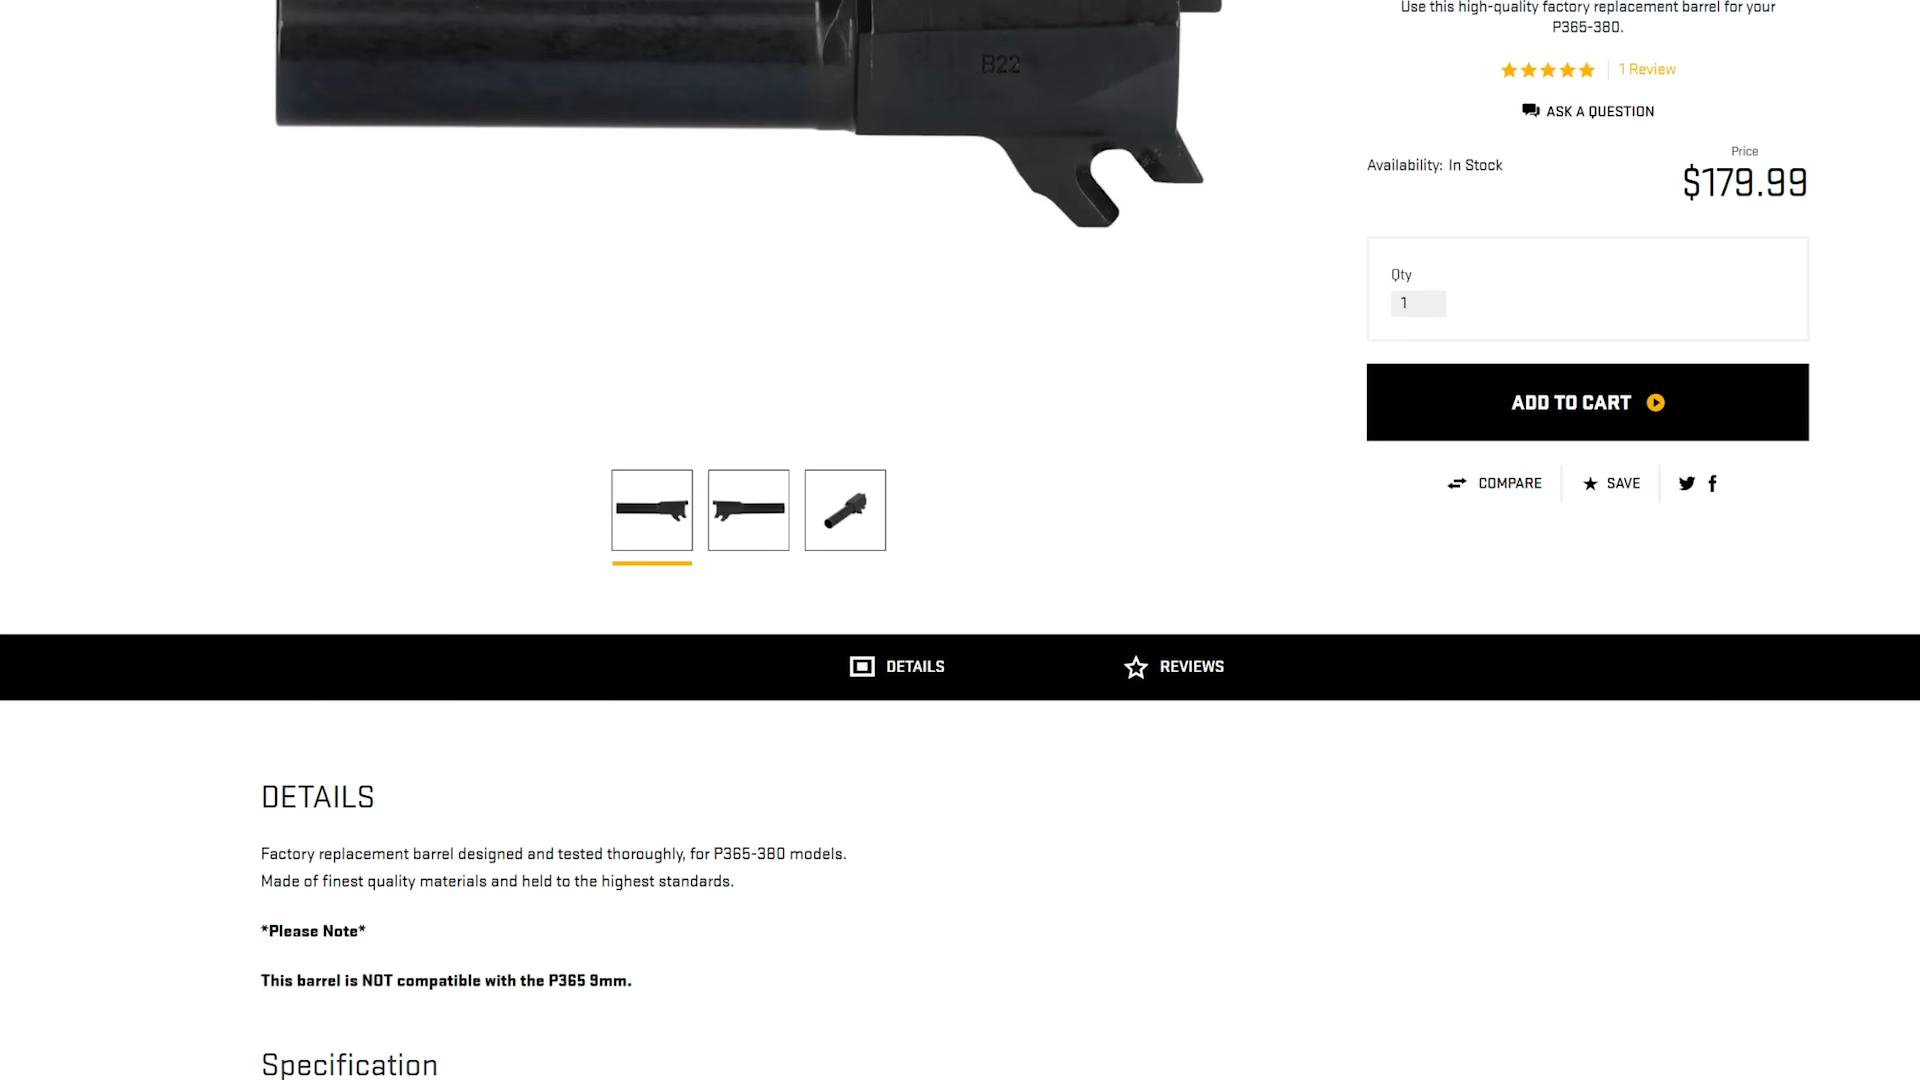 Use this high-quality factory replacement barrel for your
P365-380.
1 Review
ASK A QUESTION
Price
Availability: In Stock
$179.99
B22
Qty
1
ADD TO CART
COMPARE
SAVE
DETAILS
REVIEWS
DETAILS
Factory replacement barrel designed and tested thoroughly, for P365-380 models.
Made of finest quality materials and held to the highest standards.
*Please Note*
This barrel is NOT compatible with the P365 9mm.
Specification